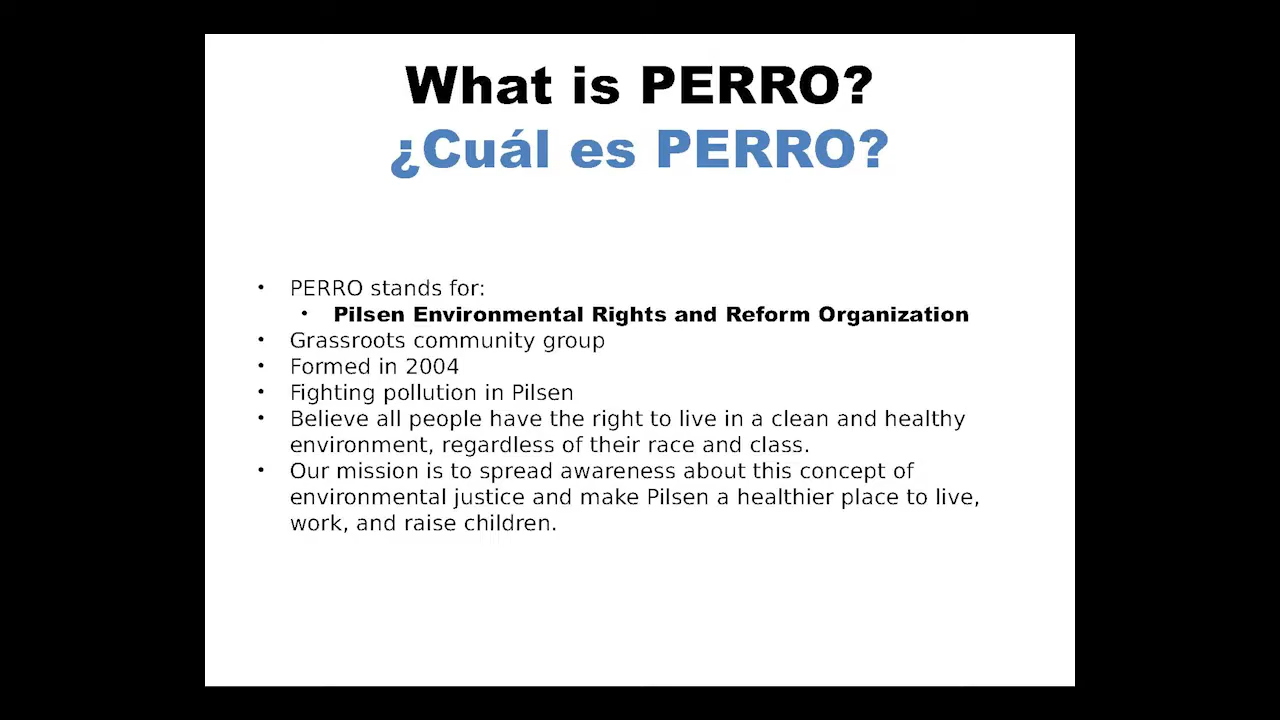 What is PERRO?
¿Cuál es PERRO?
• PERRO stands for:
• Pilsen Environmental Rights and Reform Organization
• Grassroots community group
• Formed in 2004
• Fighting pollution in Pilsen
• Believe all people have the right to live in a clean and healthy
environment, regardless of their race and class.
• Our mission is to spread awareness about this concept of
environmental justice and make Pilsen a healthier place to live,
work, and raise children.